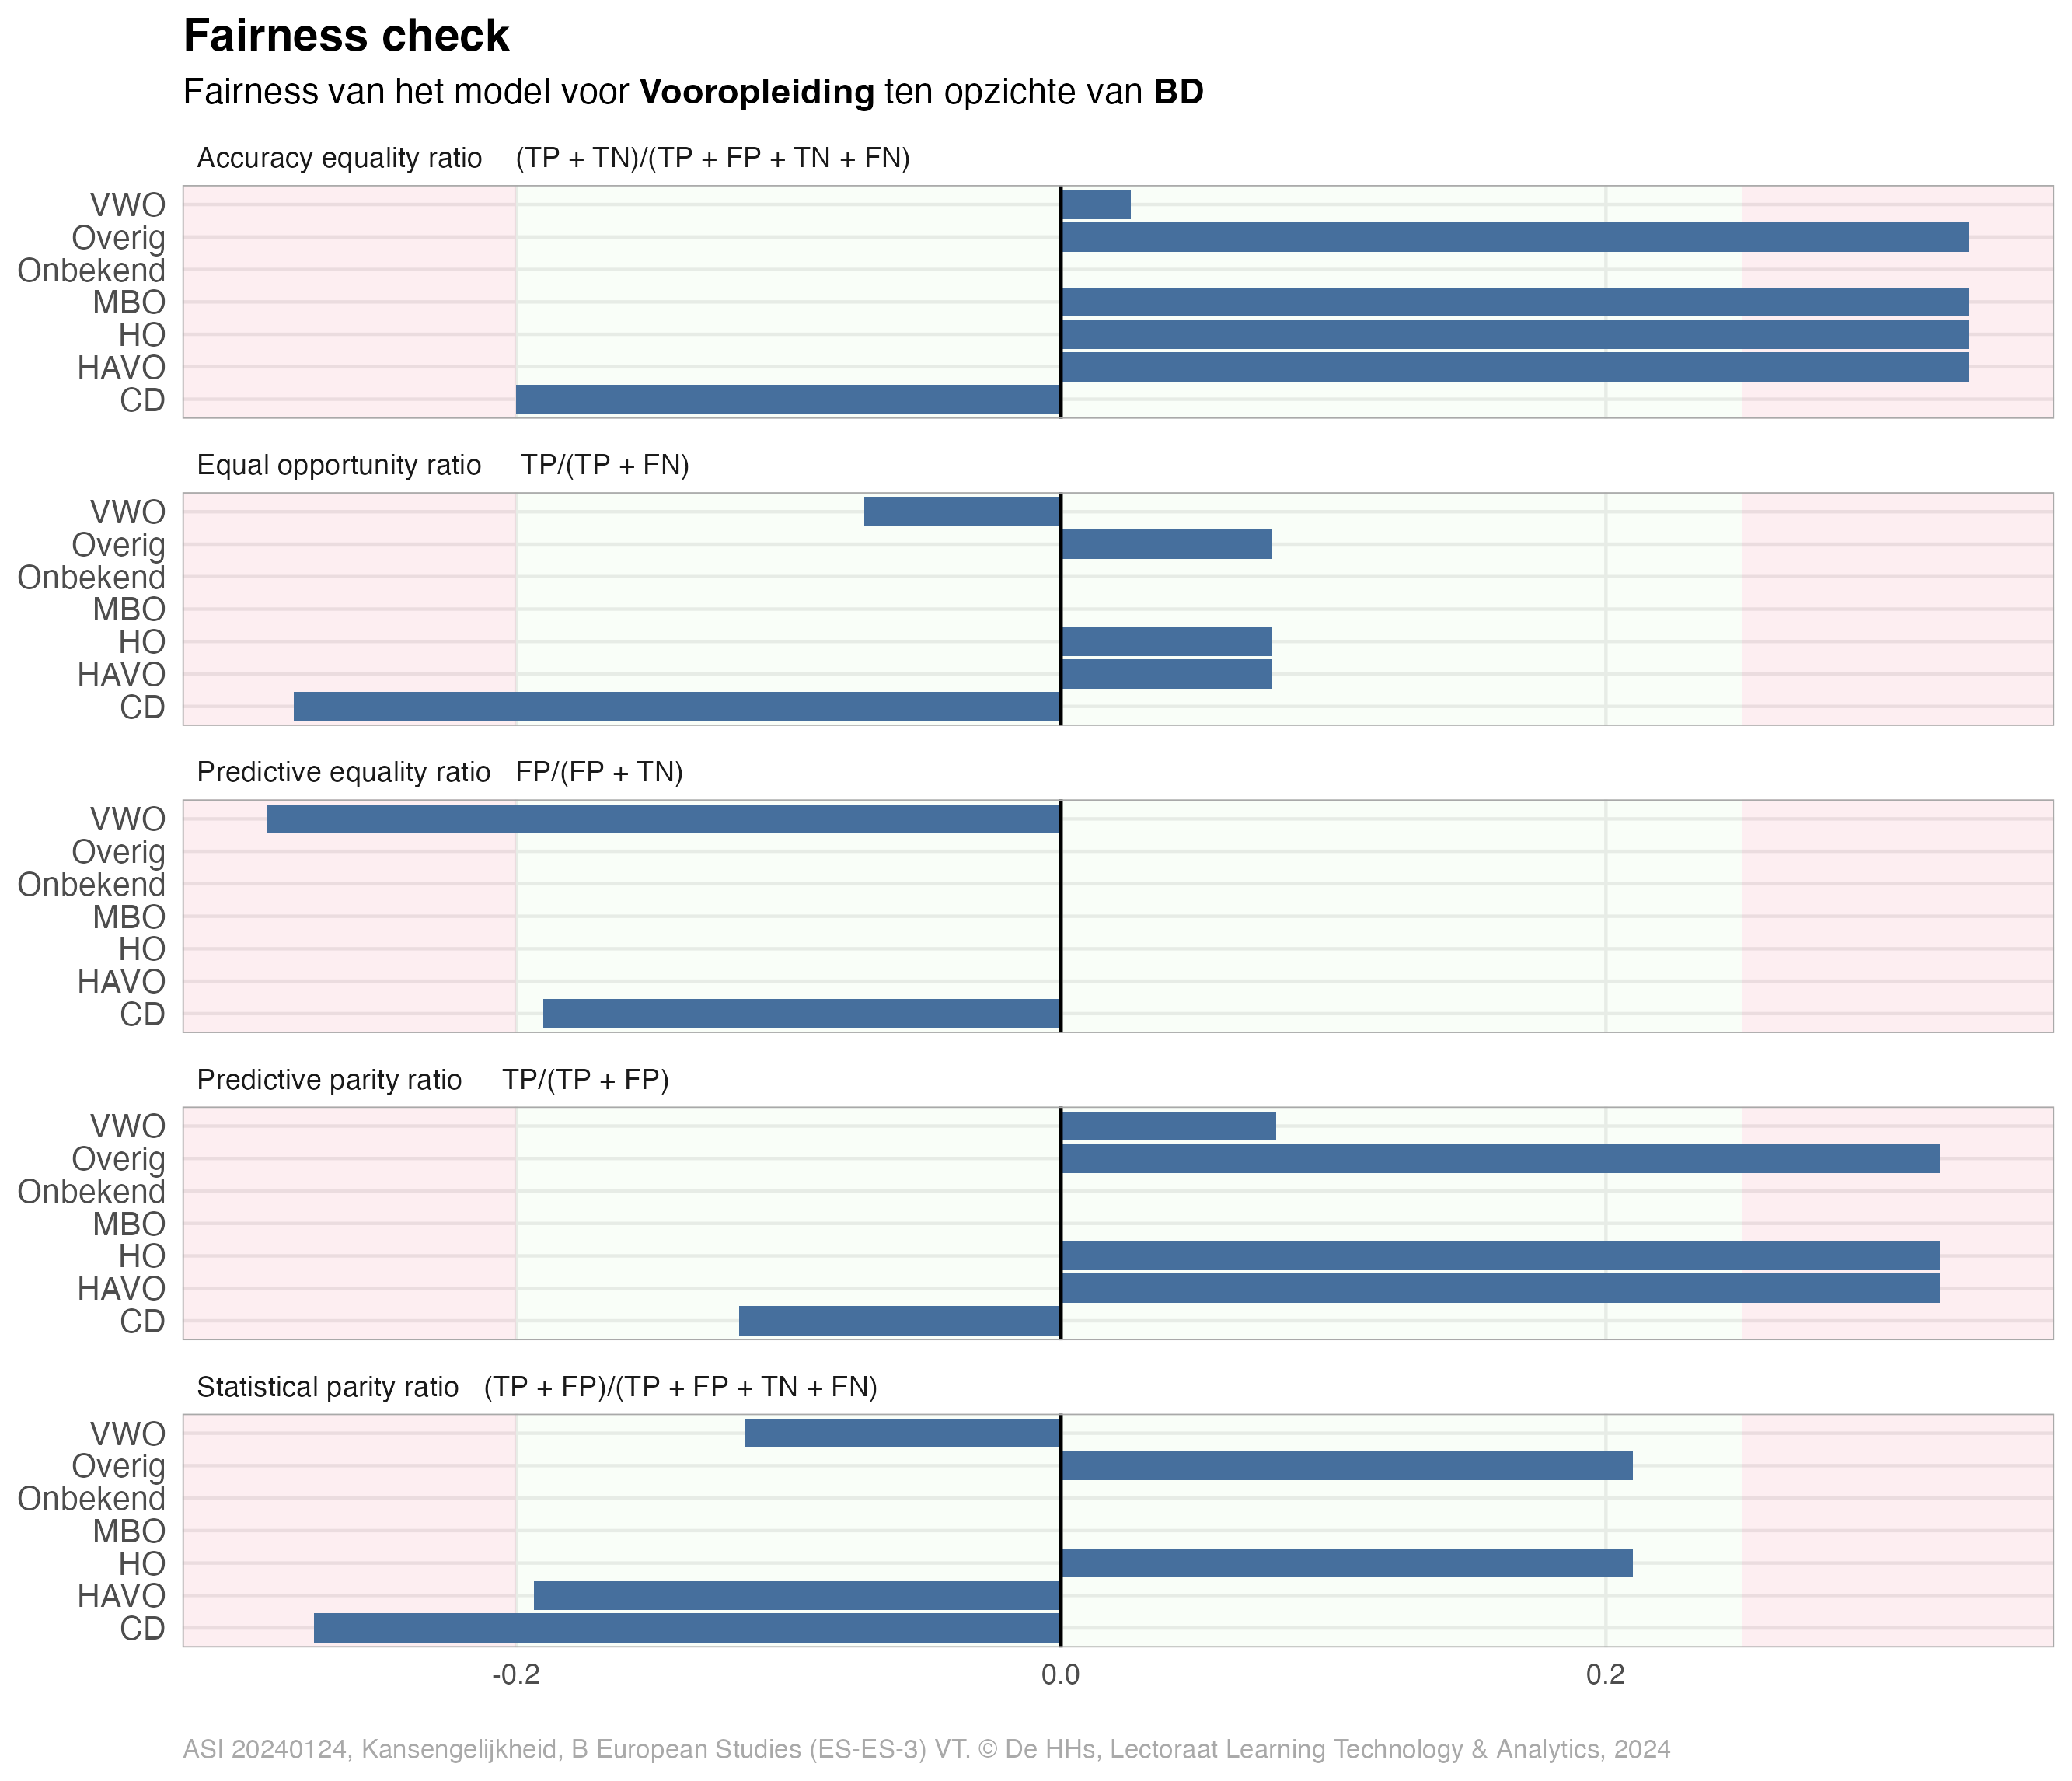 Fairness check
Fairness van het model voor Vooropleiding ten opzichte van BD
Accuracy equality ratio (TP + TN)/(TP + FP + TN + FN)
VWO
Overig
Onbekend
MBO
HO
HAVO
CD
Equal opportunity ratio TP/(TP + FN)
VWO
Overig
Onbekend
MBO
HO
HAVO
CD
Predictive equality ratio FP/(FP + TN)
VWO
Overig
Onbekend
MBO
HO
HAVO
CD
Predictive parity ratio TP/(TP + FP)
VWO
Overig
Onbekend
MBO
HO
HAVO
CD
Statistical parity ratio (TP + FP)/(TP + FP + TN + FN)
VWO
Overig
Onbekend
MBO
HO
HAVO
CD
-0.2 0.0 0.2
ASI 20240124, Kansengelijkheid, B European Studies (ES-ES-3) VT. © De HHs, Lectoraat Learning Technology & Analytics, 2024